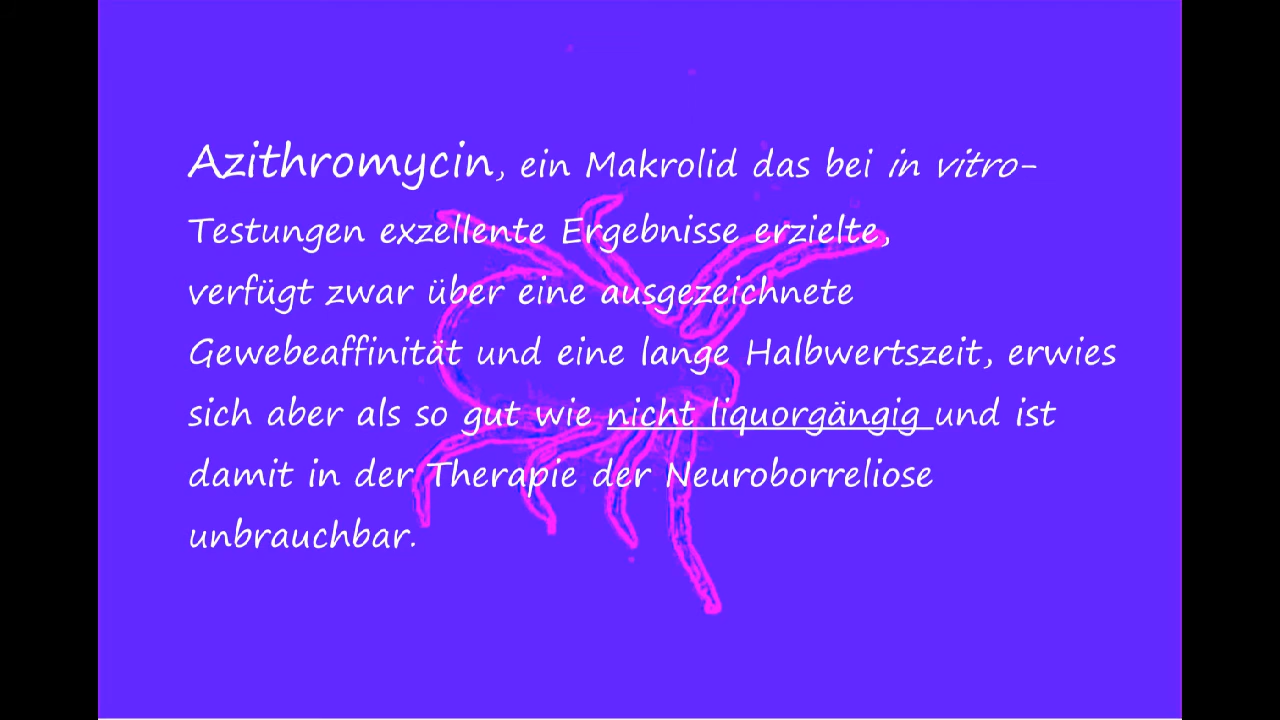 Azithromycin, ein Makrolid das bei in vitro-
Testungen exzellente Ergebnisse erzielte,
verfügt zwar über eine ausgezeichnete
Gewebeaffinität und eine lange Halbwertszeit, erwies
sich aber als so gut wie nicht liquorgängig und ist
damit in der Therapie der Neuroborreliose
unbrauchbar.